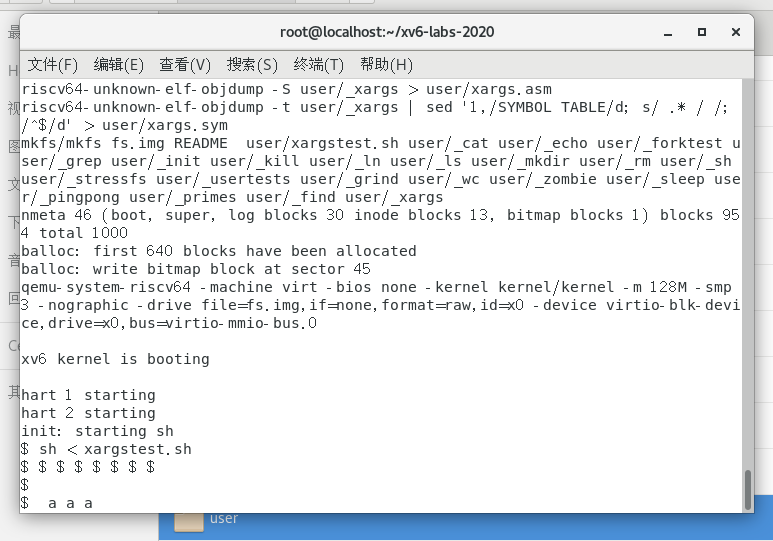 root@localhost:~/xv6-labs-2020
文件(F) 编辑(E) 查看(V) 搜索(S) 终端(T) 帮助(H)
riscv64-unknown-elf-objdump -S user/_xargs > user/xargs.asm
riscv64-unknown-elf-objdump -t user/_xargs | sed '1,/SYMBOL TABLE/d; s/ .* / /;
/^$/d' > user/xargs.sym
mkfs/mkfs fs.img README  user/xargstest.sh user/_cat user/_echo user/_forktest u
ser/_grep user/_init user/_kill user/_ln user/_ls user/_mkdir user/_rm user/_sh
user/_stressfs user/_usertests user/_grind user/_wc user/_zombie user/_sleep use
r/_pingpong user/_primes user/_find user/_xargs
nmeta 46 (boot, super, log blocks 30 inode blocks 13, bitmap blocks 1) blocks 95
4 total 1000
balloc: first 640 blocks have been allocated
balloc: write bitmap block at sector 45
qemu-system-riscv64 -machine virt -bios none -kernel kernel/kernel -m 128M -smp
3 -nographic -drive file=fs.img,if=none,format=raw,id=x0 -device virtio-blk-devi
ce,drive=x0,bus=virtio-mmio-bus.0
xv6 kernel is booting
hart 1 starting
hart 2 starting
init: starting sh
$ sh < xargstest.sh
$ $ $ $ $ $ $ $
$
$  a a a
user